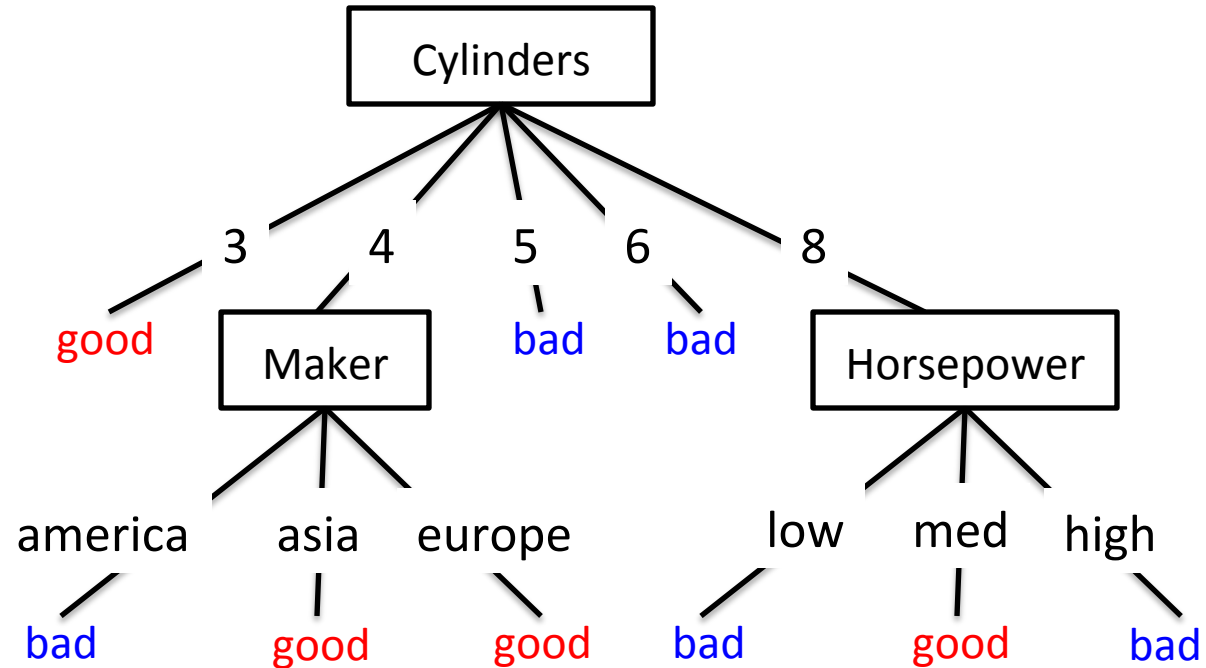 Cylinders
3 4 5 6 8
good bad bad
Maker Horsepower
america asia europe low med high
bad good good bad good bad